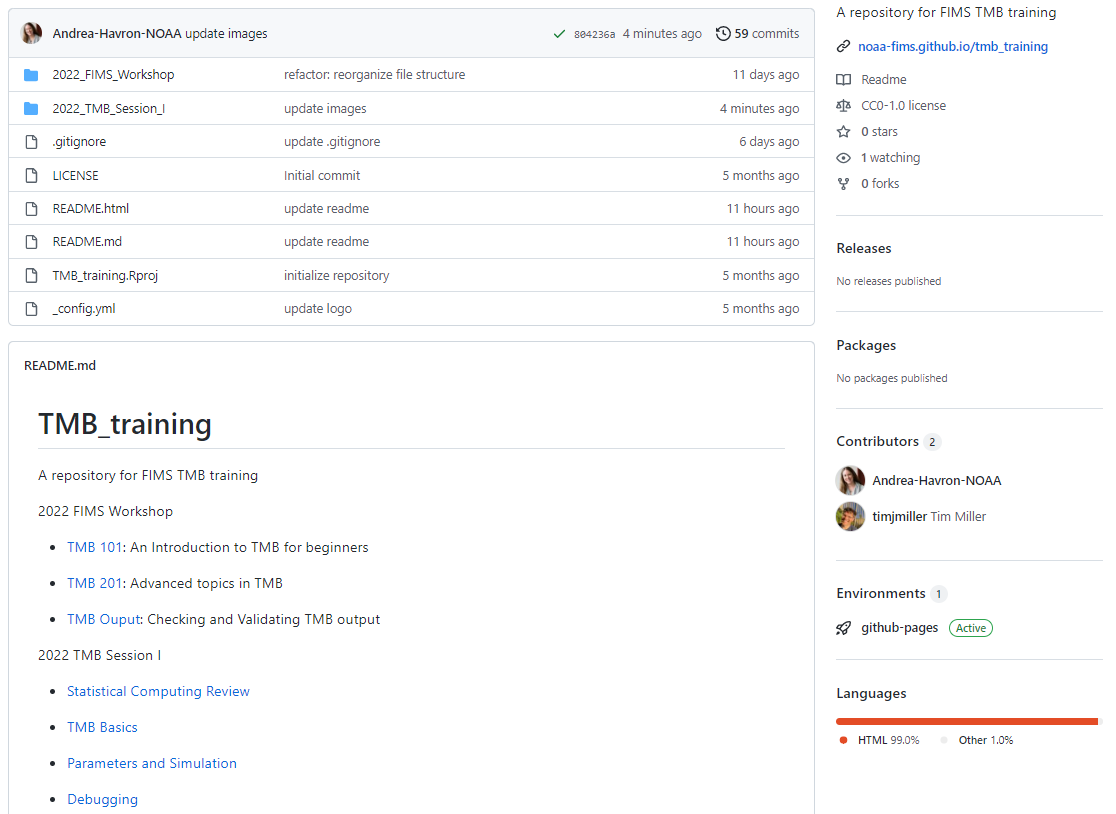 Andrea-Havron-NOAA update images 804236a 4 minutes ago 59 commits
2022_FIMS_Workshop refactor: reorganize file structure 11 days ago
2022_TMB_Session_I update images 4 minutes ago
.gitignore update .gitignore 6 days ago
LICENSE Initial commit 5 months ago
README.html update readme 11 hours ago
README.md update readme 11 hours ago
TMB_training.Rproj initialize repository 5 months ago
_config.yml update logo 5 months ago
README.md
TMB_training
A repository for FIMS TMB training
2022 FIMS Workshop
TMB 101: An Introduction to TMB for beginners
TMB 201: Advanced topics in TMB
TMB Ouput: Checking and Validating TMB output
2022 TMB Session I
Statistical Computing Review
TMB Basics
Parameters and Simulation
Debugging
A repository for FIMS TMB training
noaa-fims.github.io/tmb_training
Readme
CC0-1.0 license
0 stars
1 watching
0 forks
Releases
No releases published
Packages
No packages published
Contributors 2
Andrea-Havron-NOAA
timjmiller Tim Miller
Environments 1
github-pages Active
Languages
HTML 99.0% Other 1.0%